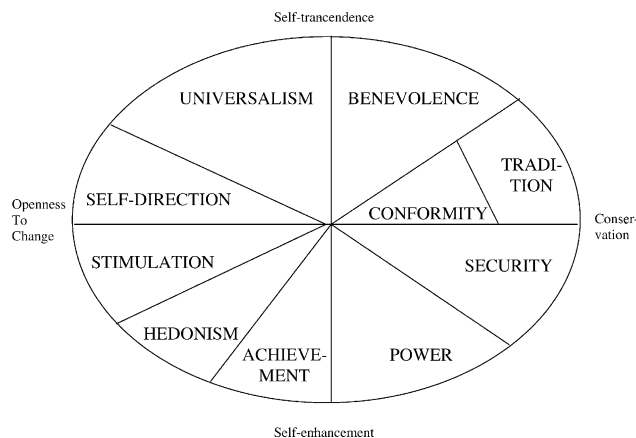 Self-trancendence
UNIVERSALISM
BENEVOLENCE
TRADI-
TION
SELF-DIRECTION
CONFORMITY
Openness
To
Change
Conser-
vation
STIMULATION
SECURITY
HEDONISM
ACHIEVE-
MENT
POWER
Self-enhancement